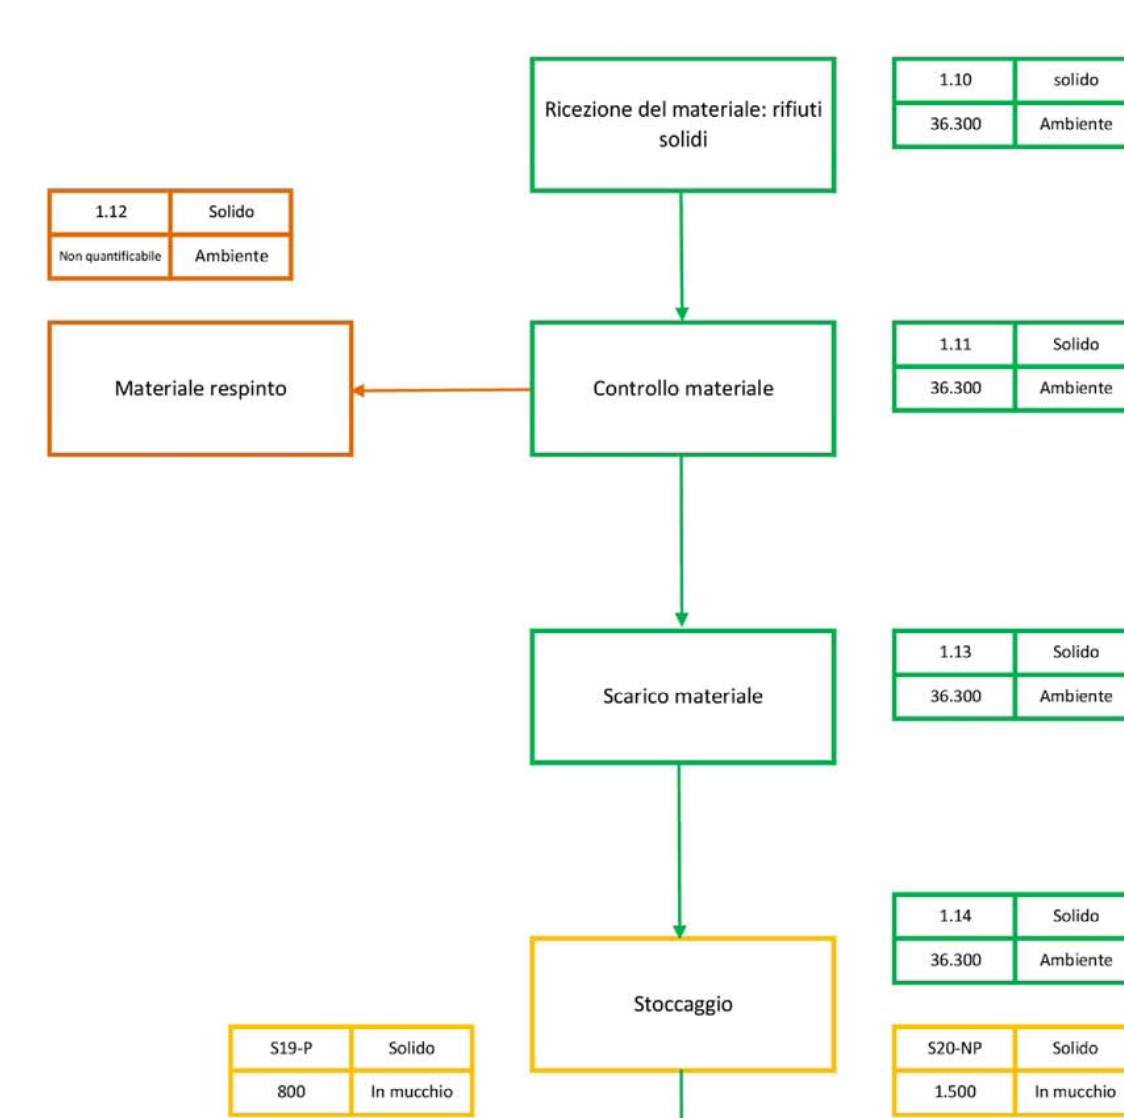 Ricezione del materiale: rifiuti
solidi
1.10 solido
36.300 Ambiente
1.12 Solido
Non quantificabile Ambiente
Materiale respinto
Controllo materiale
1.11 Solido
36.300 Ambiente
Scarico materiale
1.13 Solido
36.300 Ambiente
1.14 Solido
36.300 Ambiente
Stoccaggio
S19-P Solido
800 In mucchio
S20-NP Solido
1.500 In mucchio